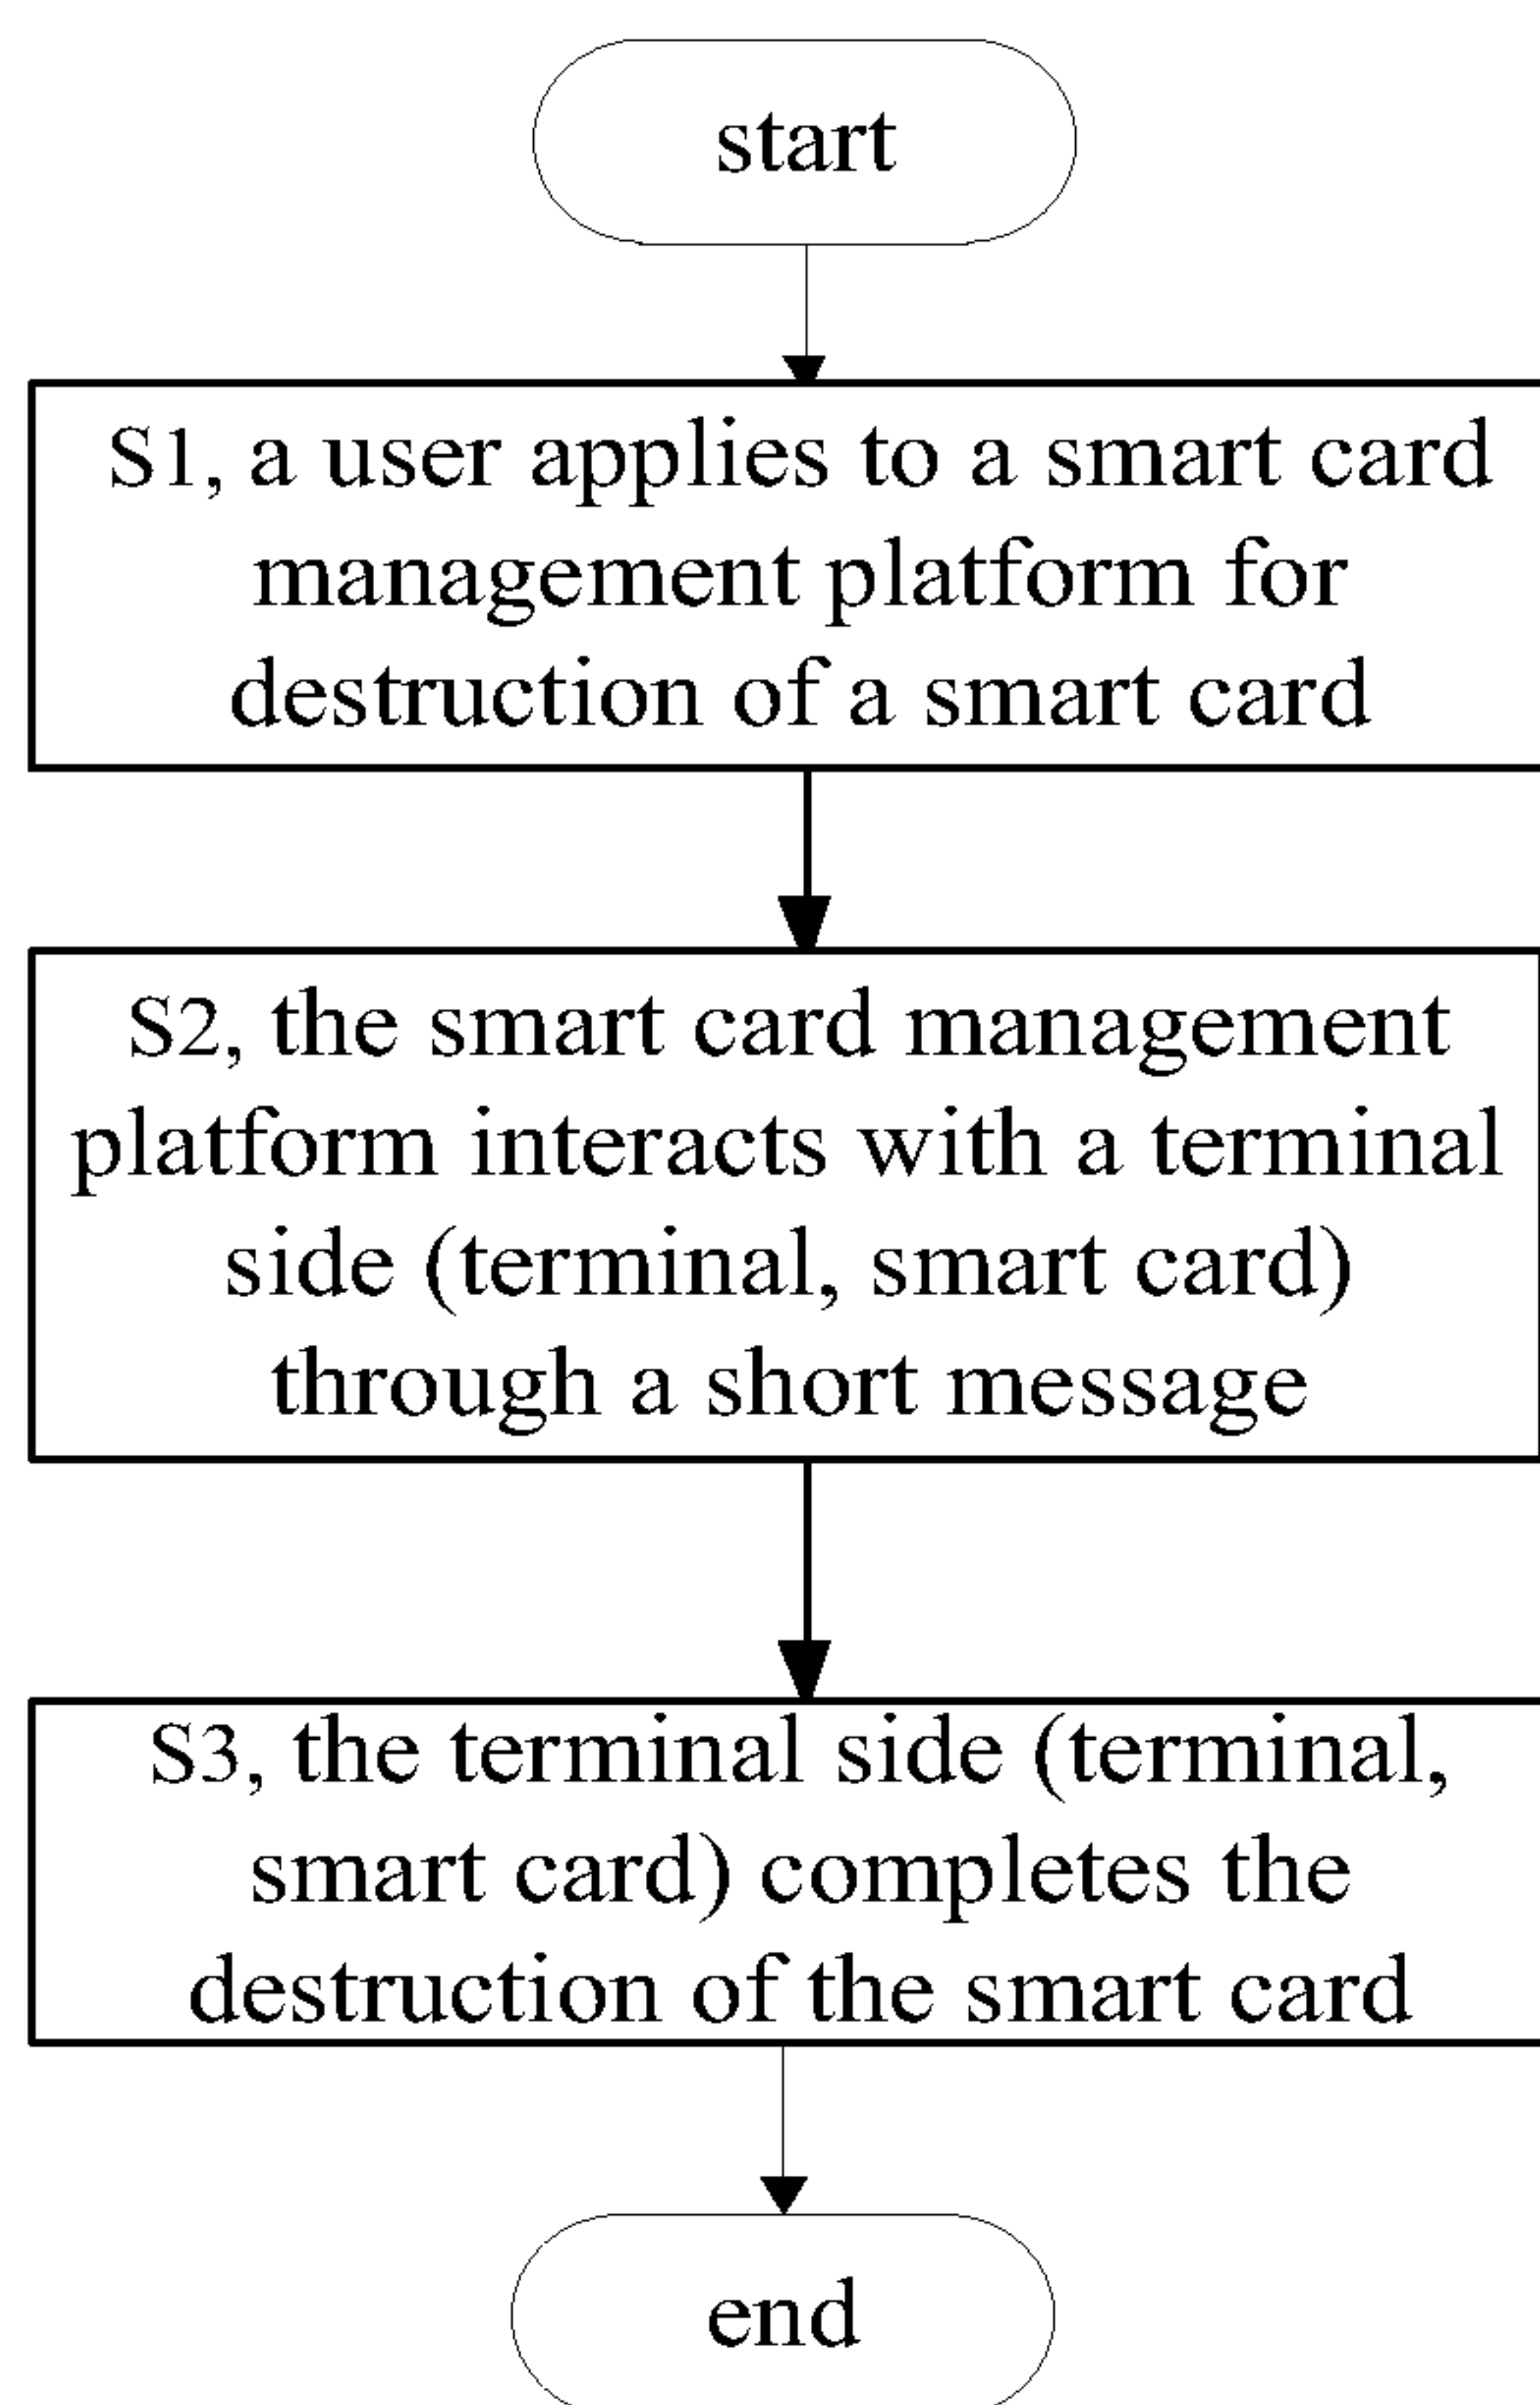 start
S1, a user applies to a smart card
management platform for
destruction of a smart card
S2, the smart card management
platform interacts with a terminal
side (terminal, smart card)
through a short message
S3, the terminal side (terminal,
smart card) completes the
destruction of the smart card
end